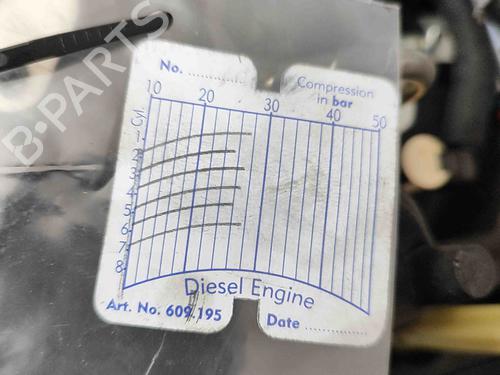 B-PARTS
No. ................
Compression
in bar
10 20 30 40 50
Cyl.
1
2
3
4
5
6
7
8
Diesel Engine
Art. No. 609.195
Date ................